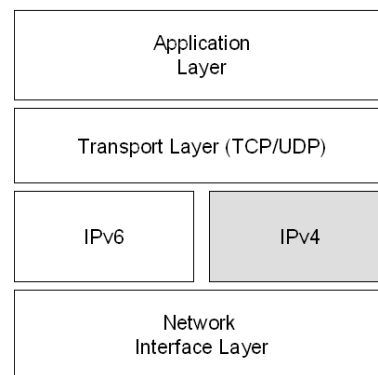 Application
Layer
Transport Layer (TCP/UDP)
IPv6
IPv4
Network
Interface Layer